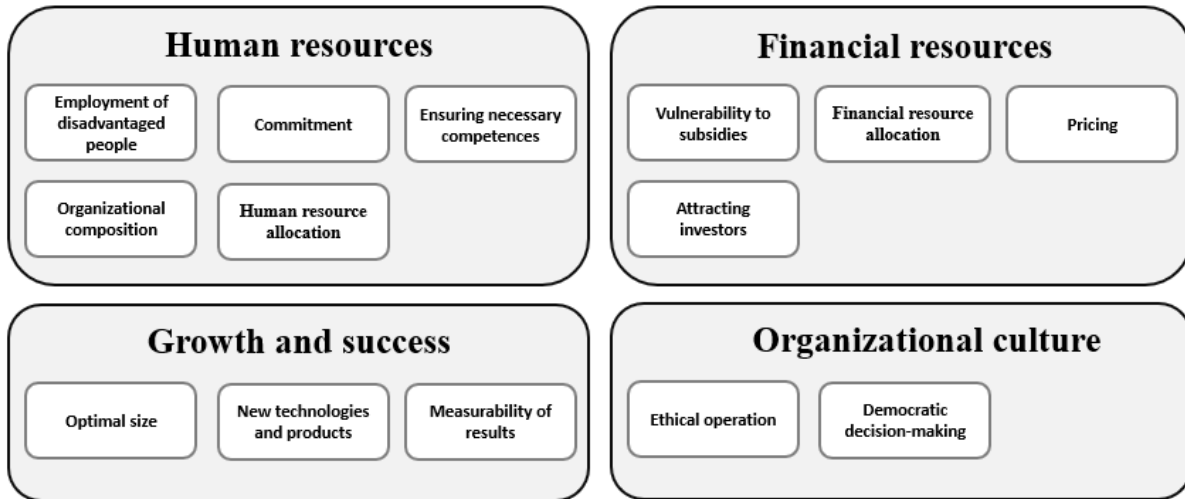 Human resources
Employment of
disadvantaged
people
Commitment
Ensuring necessary
competences
Organizational
composition
Human resource
allocation
Financial resources
Vulnerability to
subsidies
Financial resource
allocation
Pricing
Attracting
investors
Growth and success
Optimal size
New technologies
and products
Measurability of
results
Organizational culture
Ethical operation
Democratic
decision-making